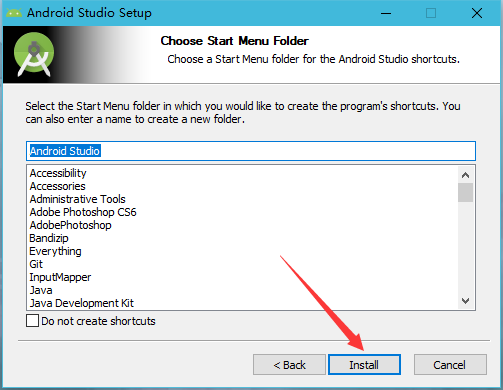 Android Studio Setup
Choose Start Menu Folder
Choose a Start Menu folder for the Android Studio shortcuts.
Select the Start Menu folder in which you would like to create the program's shortcuts. You
can also enter a name to create a new folder.
Android Studio
Accessibility
Accessories
Administrative Tools
Adobe Photoshop CS6
AdobePhotoshop
Bandizip
Everything
Git
InputMapper
Java
Java Development Kit
Do not create shortcuts
< Back
Install
Cancel